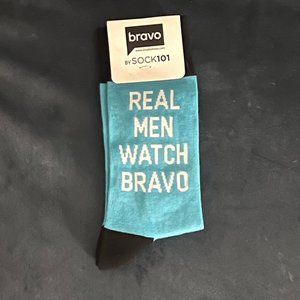 bravo
BY SOCK101
REAL
MEN
WATCH
BRAVO